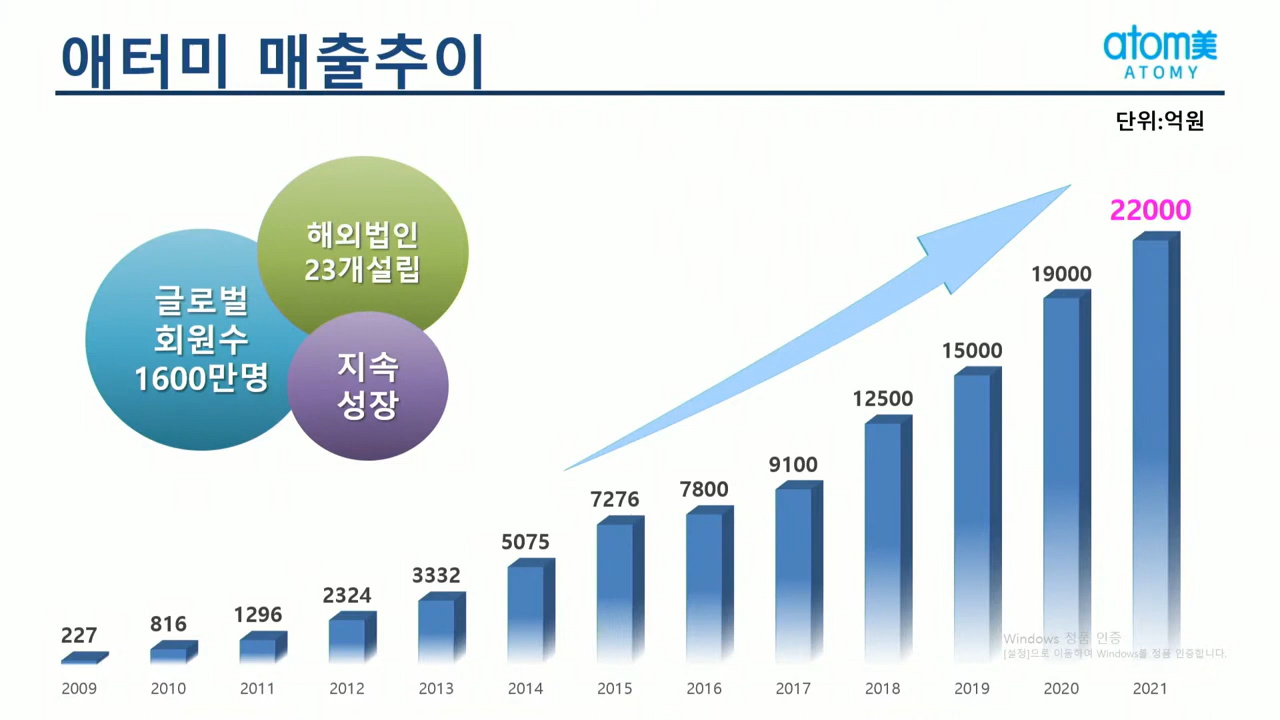 애터미 매출추이
atom美
ATOMY
단위:억원
해외법인
23개설립
글로벌
회원수
1600만명
지속
성장
227
816
1296
2324
3332
5075
7276
7800
9100
12500
15000
19000
22000
Windows 정품 인증
[설정]으로 이동하여 Windows를 정품 인증합니다.
2009
2010
2011
2012
2013
2014
2015
2016
2017
2018
2019
2020
2021